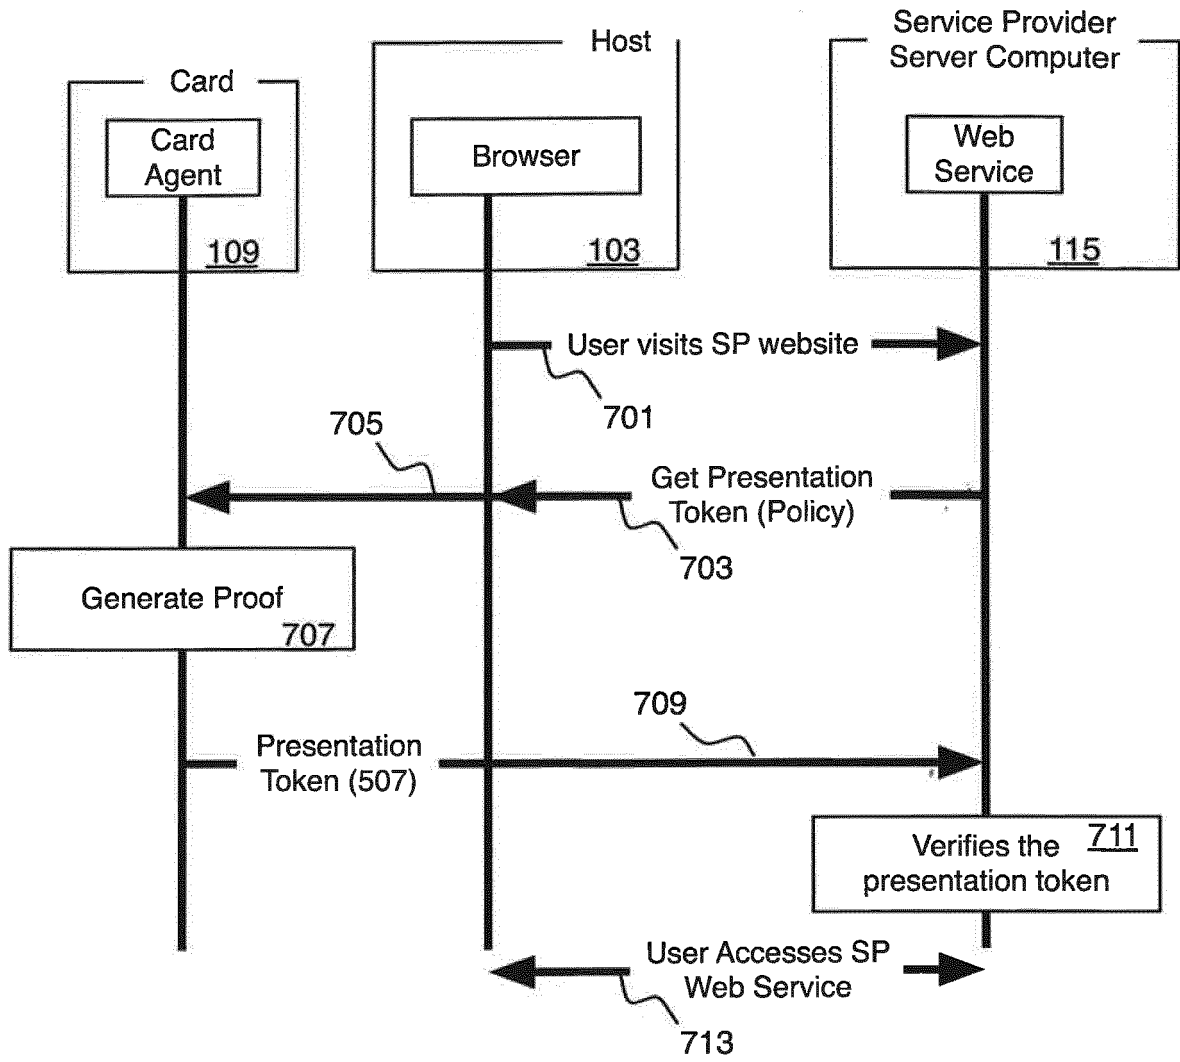 Service Provider
Server Computer
Host
Card
Card
Agent
Browser
Web
Service
109
103
115
User visits SP website
701
705
Get Presentation
Token (Policy)
703
Generate Proof
707
709
Presentation
Token (507)
Verifies the
presentation token
711
User Accesses SP
Web Service
713